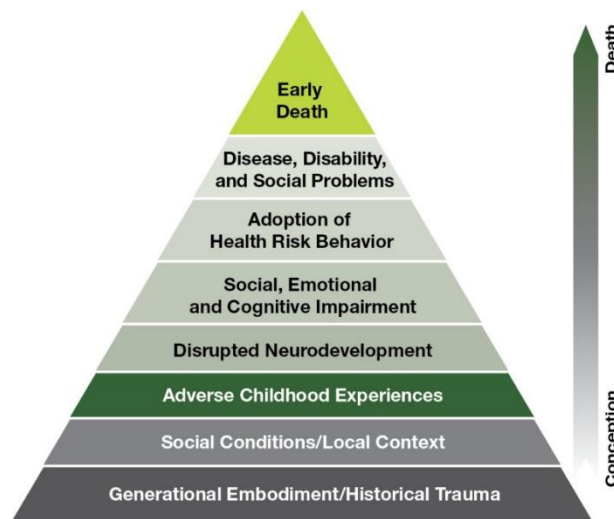 Early
Death
Disease, Disability,
and Social Problems
Adoption of
Health Risk Behavior
Social, Emotional
and Cognitive Impairment
Disrupted Neurodevelopment
Adverse Childhood Experiences
Social Conditions/Local Context
Generational Embodiment/Historical Trauma
Death
Conception